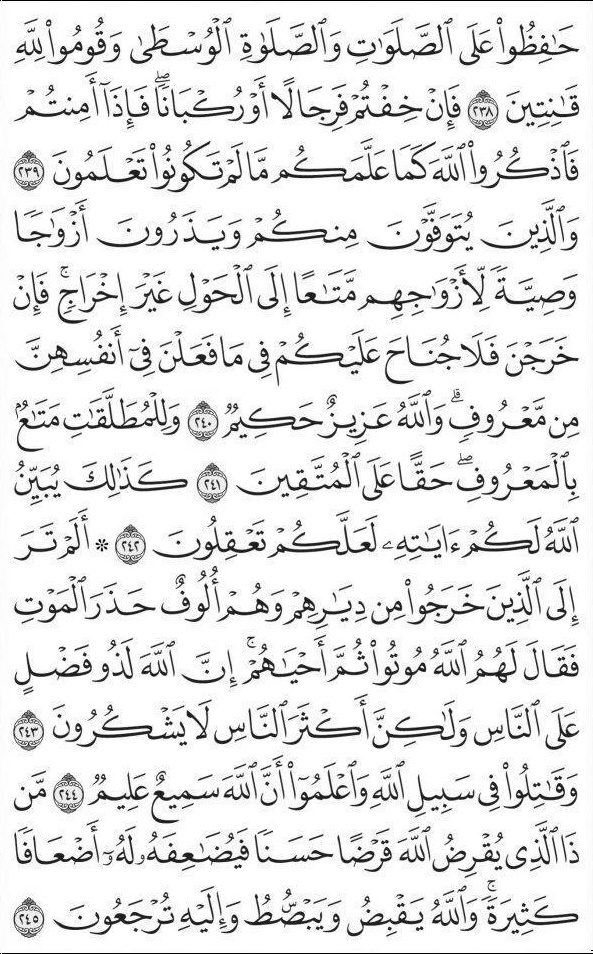 حَٰفِظُواْ عَلَى ٱلصَّلَوَٰتِ وَٱلصَّلَوٰةِ ٱلۡوُسۡطَىٰ وَقُومُواْ لِلَّهِ
قَٰنِتِينَ ٢٣٨ فَإِنۡ خِفۡتُمۡ فَرِجَالًا أَوۡ رُكۡبَانٗاۖ فَإِذَآ أَمِنتُمۡ
فَٱذۡكُرُواْ ٱللَّهَ كَمَا عَلَّمَكُم مَّا لَمۡ تَكُونُواْ تَعۡلَمُونَ ٢٣٩
وَٱلَّذِينَ يُتَوَفَّوۡنَ مِنكُمۡ وَيَذَرُونَ أَزۡوَٰجٗا
وَصِيَّةٗ لِّأَزۡوَٰجِهِم مَّتَٰعًا إِلَى ٱلۡحَوۡلِ غَيۡرَ إِخۡرَاجٖۚ فَإِنۡ
خَرَجۡنَ فَلَا جُنَاحَ عَلَيۡكُمۡ فِي مَا فَعَلۡنَ فِيٓ أَنفُسِهِنَّ
مِن مَّعۡرُوفٖۗ وَٱللَّهُ عَزِيزٌ حَكِيمٞ ٢٤٠ وَلِلۡمُطَلَّقَٰتِ مَتَٰعُۢ
بِٱلۡمَعۡرُوفِۖ حَقًّا عَلَى ٱلۡمُتَّقِينَ ٢٤١ كَذَٰلِكَ يُبَيِّنُ
ٱللَّهُ لَكُمۡ ءَايَٰتِهِۦ لَعَلَّكُمۡ تَعۡقِلُونَ ٢٤٢ * أَلَمۡ تَرَ
إِلَى ٱلَّذِينَ خَرَجُواْ مِن دِيَٰرِهِمۡ وَهُمۡ أُلُوفٌ حَذَرَ ٱلۡمَوۡتِ
فَقَالَ لَهُمُ ٱللَّهُ مُوتُواْ ثُمَّ أَحۡيَٰهُمۡۚ إِنَّ ٱللَّهَ لَذُو فَضۡلٍ
عَلَى ٱلنَّاسِ وَلَٰكِنَّ أَكۡثَرَ ٱلنَّاسِ لَا يَشۡكُرُونَ ٢٤٣
وَقَٰتِلُواْ فِي سَبِيلِ ٱللَّهِ وَٱعۡلَمُوٓاْ أَنَّ ٱللَّهَ سَمِيعٌ عَلِيمٞ ٢٤٤ مَّن
ذَا ٱلَّذِي يُقۡرِضُ ٱللَّهَ قَرۡضًا حَسَنٗا فَيُضَٰعِفَهُۥ لَهُۥٓ أَضۡعَافٗا
كَثِيرَةٗۚ وَٱللَّهُ يَقۡبِضُ وَيَبۡصُۜطُ وَإِلَيۡهِ تُرۡجَعُونَ ٢٤٥